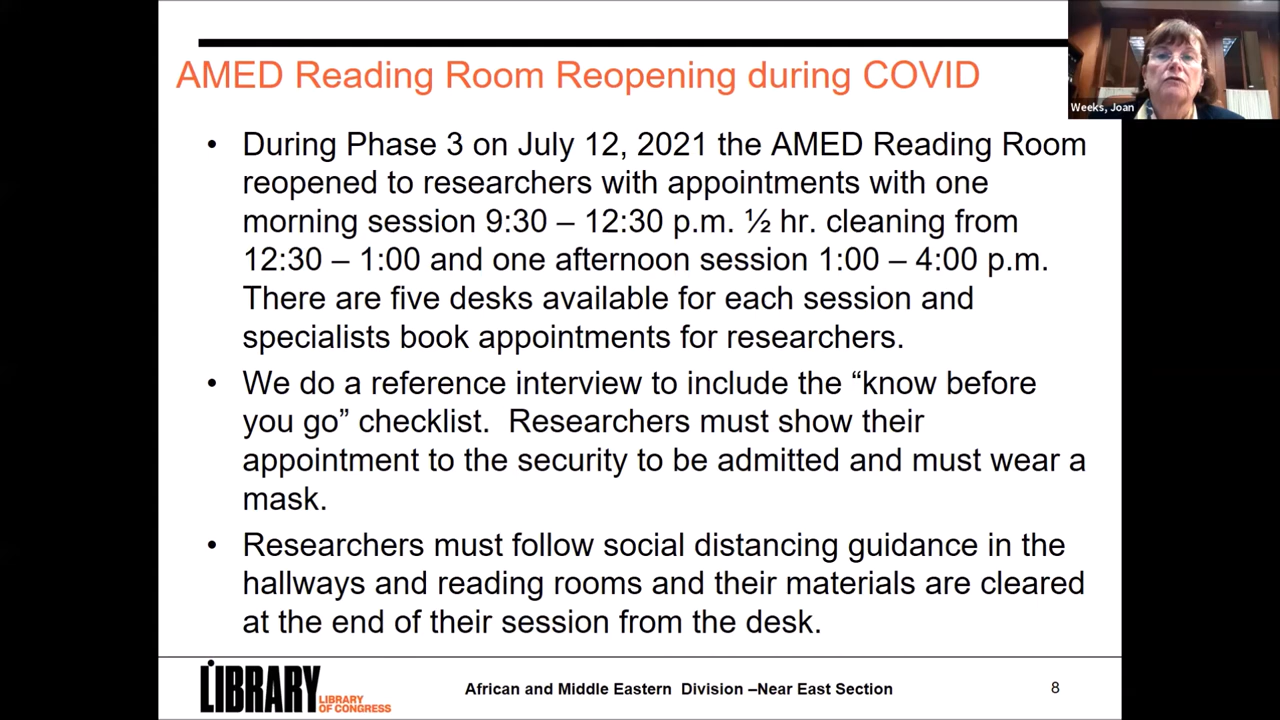 AMED Reading Room Reopening during COVID
Weeks, Joan
• During Phase 3 on July 12, 2021 the AMED Reading Room
reopened to researchers with appointments with one
morning session 9:30 – 12:30 p.m. ½ hr. cleaning from
12:30 – 1:00 and one afternoon session 1:00 – 4:00 p.m.
There are five desks available for each session and
specialists book appointments for researchers.
• We do a reference interview to include the “know before
you go” checklist.  Researchers must show their
appointment to the security to be admitted and must wear a
mask.
• Researchers must follow social distancing guidance in the
hallways and reading rooms and their materials are cleared
at the end of their session from the desk.
LIBRARY
LIBRARY
OF CONGRESS
African and Middle Eastern  Division –Near East Section
8